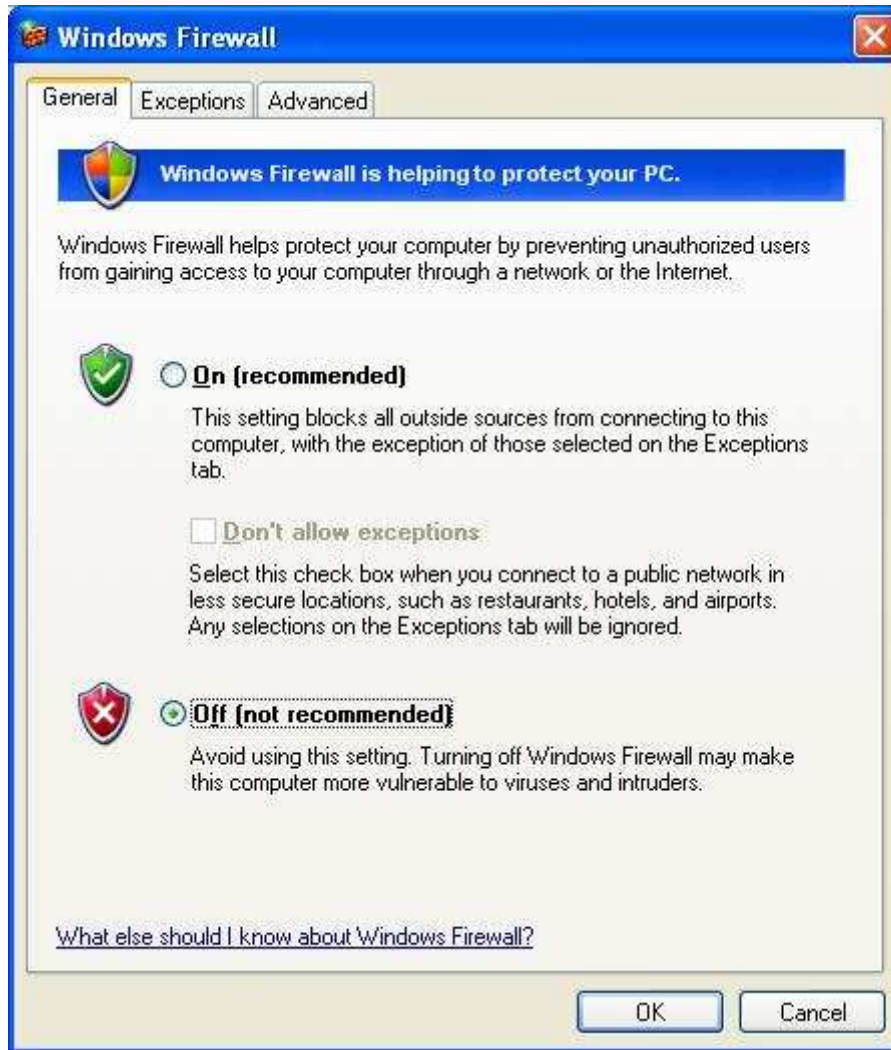 Windows Firewall
General Exceptions Advanced
Windows Firewall is helping to protect your PC.
Windows Firewall helps protect your computer by preventing unauthorized users
from gaining access to your computer through a network or the Internet.
On (recommended)
This setting blocks all outside sources from connecting to this
computer, with the exception of those selected on the Exceptions
tab.
Don't allow exceptions
Select this check box when you connect to a public network in
less secure locations, such as restaurants, hotels, and airports.
Any selections on the Exceptions tab will be ignored.
Off (not recommended)
Avoid using this setting. Turning off Windows Firewall may make
this computer more vulnerable to viruses and intruders.
What else should I know about Windows Firewall?
OK Cancel